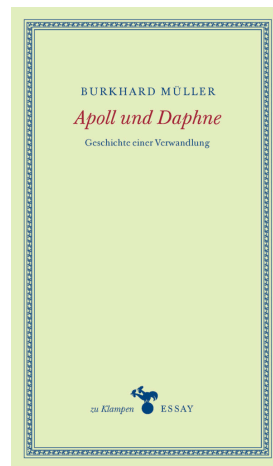 BURKHARD MÜLLER
Apoll und Daphne
Geschichte einer Verwandlung
zu Klampen ESSAY